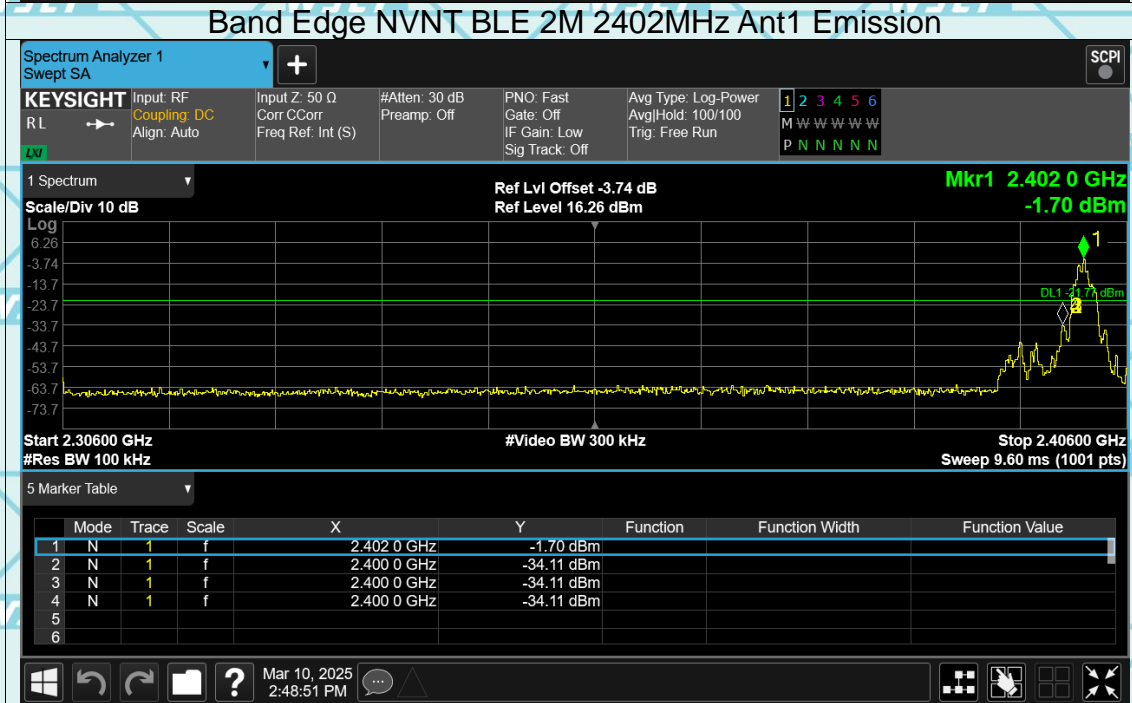 Band Edge NVNT BLE 2M 2402MHz Ant1 Emission
Spectrum Analyzer 1
Swept SA
+
SCPI
KEYSIGHT
RL
LXI
Input: RF
Coupling: DC
Align: Auto
Input Z: 50 Ω
Corr CCorr
Freq Ref: Int (S)
#Atten: 30 dB
Preamp: Off
PNO: Fast
Gate: Off
IF Gain: Low
Sig Track: Off
Avg Type: Log-Power
Avg|Hold: 100/100
Trig: Free Run
1 2 3 4 5 6
M W W W W W
P N N N N N
1 Spectrum
Scale/Div 10 dB
Ref Lvl Offset -3.74 dB
Ref Level 16.26 dBm
Mkr1 2.402 0 GHz
-1.70 dBm
Log
6.26
-3.74
-13.7
-23.7
-33.7
-43.7
-53.7
-63.7
-73.7
1
DL1 -21.77 dBm
Start 2.30600 GHz
#Res BW 100 kHz
#Video BW 300 kHz
Stop 2.40600 GHz
Sweep 9.60 ms (1001 pts)
5 Marker Table
Mode Trace Scale X Y Function Function Width Function Value
1 N 1 f 2.402 0 GHz -1.70 dBm
2 N 1 f 2.400 0 GHz -34.11 dBm
3 N 1 f 2.400 0 GHz -34.11 dBm
4 N 1 f 2.400 0 GHz -34.11 dBm
5
6
?
Mar 10, 2025
2:48:51 PM